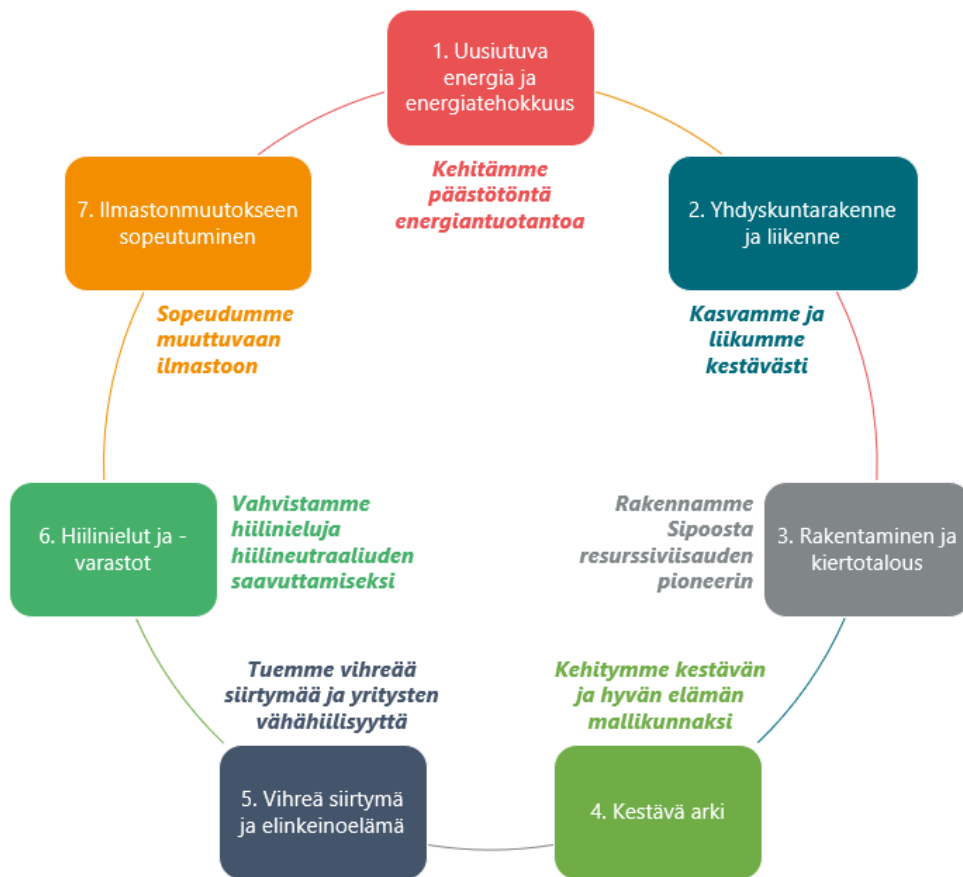 1. Uusiutuva
energia ja
energiatehokkuus
Kehitämme
päästötöntä
energiantuotantoa
2. Yhdyskuntarakenne
ja liikenne
Kasvamme ja
liikumme
kestävästi
3. Rakentaminen ja
kiertotalous
Rakennamme
Sipoosta
resurssiviisauden
pioneerin
4. Kestävä arki
Kehitymme kestävän
ja hyvän elämän
mallikunnaksi
5. Vihreä siirtymä
ja elinkeinoelämä
Tuemme vihreää
siirtymää ja yritysten
vähähiilisyyttä
6. Hiilinielut ja -
varastot
Vahvistamme
hiilinieluja
hiilineutraaliuden
saavuttamiseksi
7. Ilmastonmuutokseen
sopeutuminen
Sopeudumme
muuttuvaan
ilmastoon